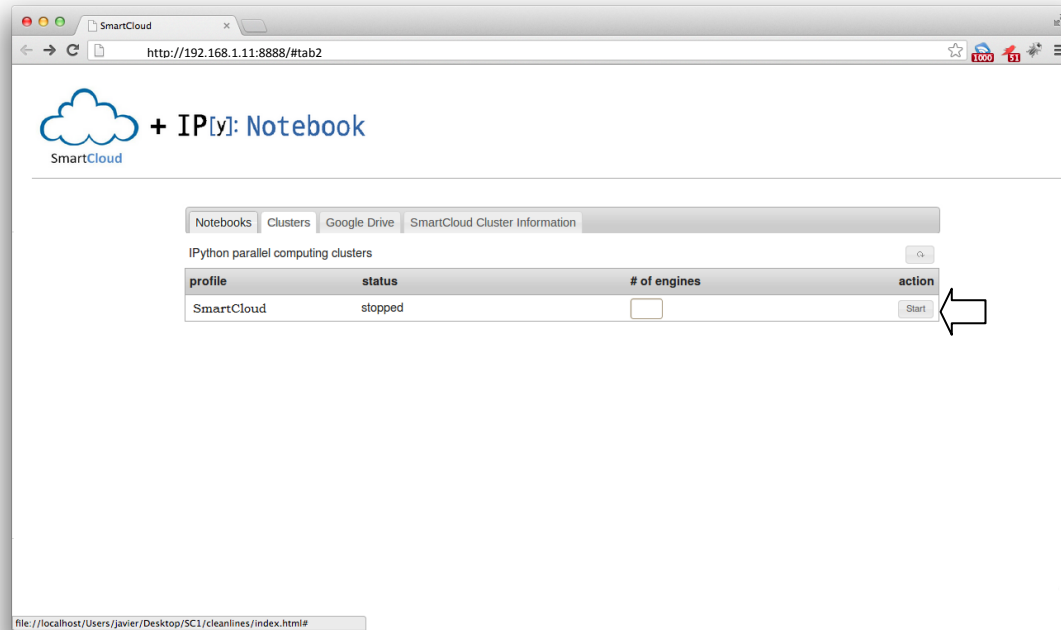 SmartCloud
http://192.168.1.11:8888/#tab2
1000
51
+ IP[y]: Notebook
SmartCloud
Notebooks Clusters Google Drive SmartCloud Cluster Information
IPython parallel computing clusters
profile status # of engines action
SmartCloud stopped Start
file://localhost/Users/javier/Desktop/SC1/cleanlines/index.html#